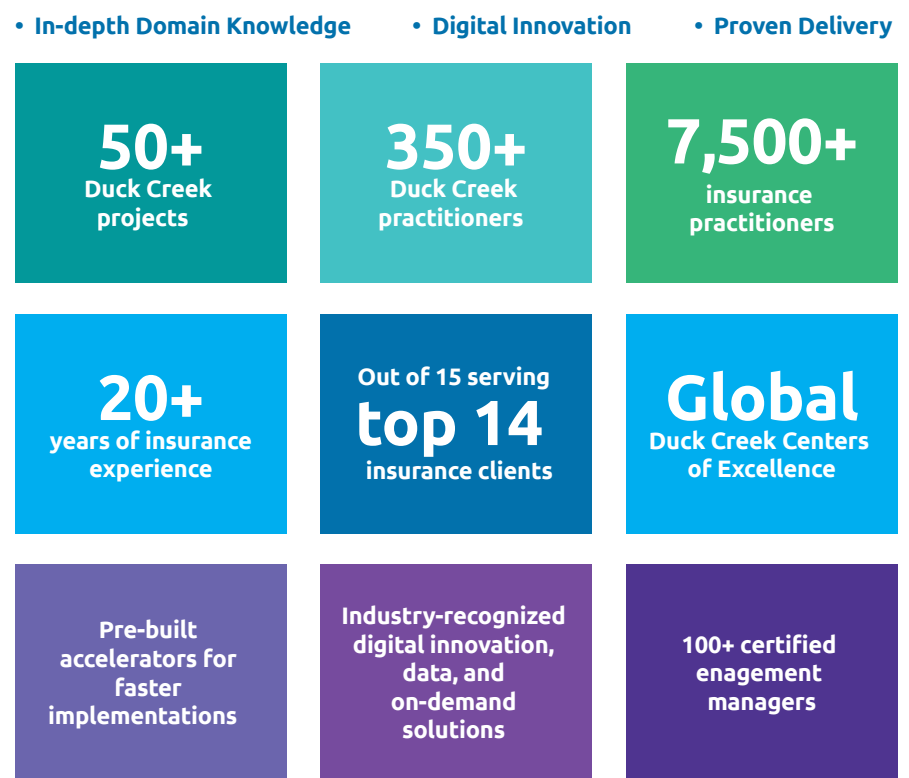 • In-depth Domain Knowledge • Digital Innovation • Proven Delivery
50+
Duck Creek
projects
350+
Duck Creek
practitioners
7,500+
insurance
practitioners
20+
years of insurance
experience
Out of 15 serving
top 14
insurance clients
Global
Duck Creek Centers
of Excellence
Pre-built
accelerators for
faster
implementations
Industry-recognized
digital innovation,
data, and
on-demand
solutions
100+ certified
enagement
managers